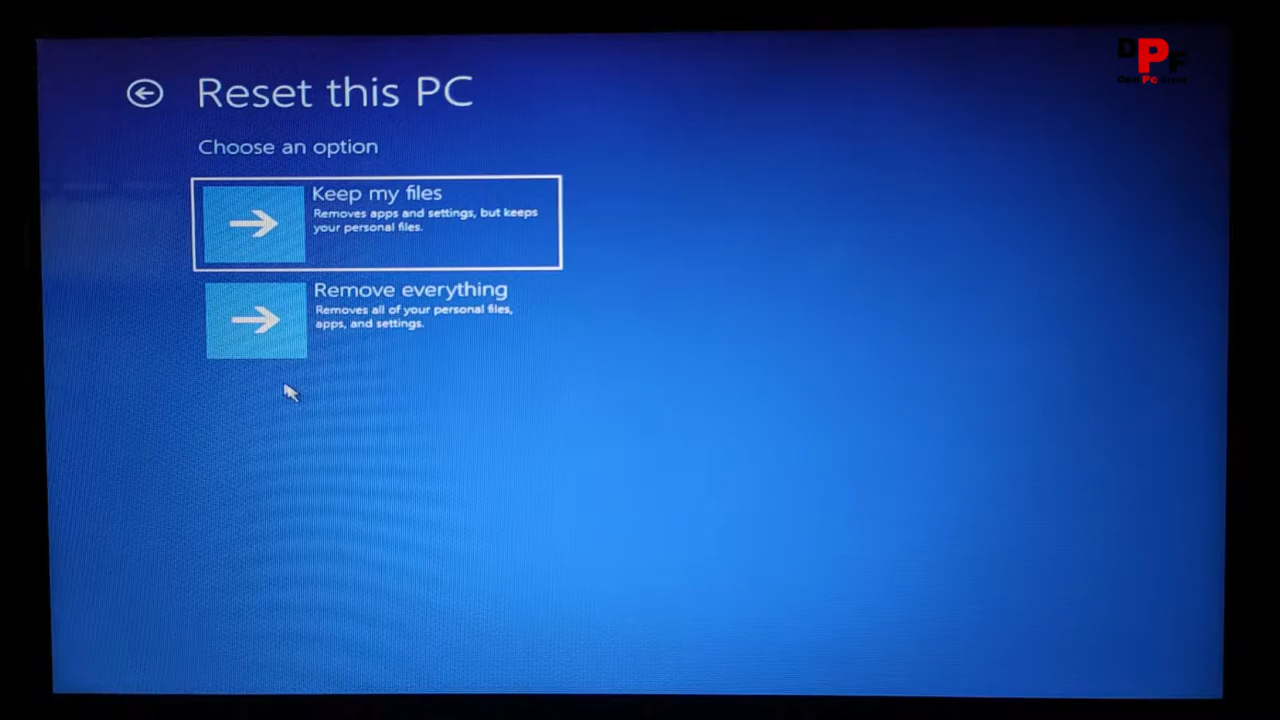 Reset this PC
Choose an option
Keep my files
Removes apps and settings, but keeps
your personal files.
Remove everything
Removes all of your personal files,
apps, and settings.
DPF